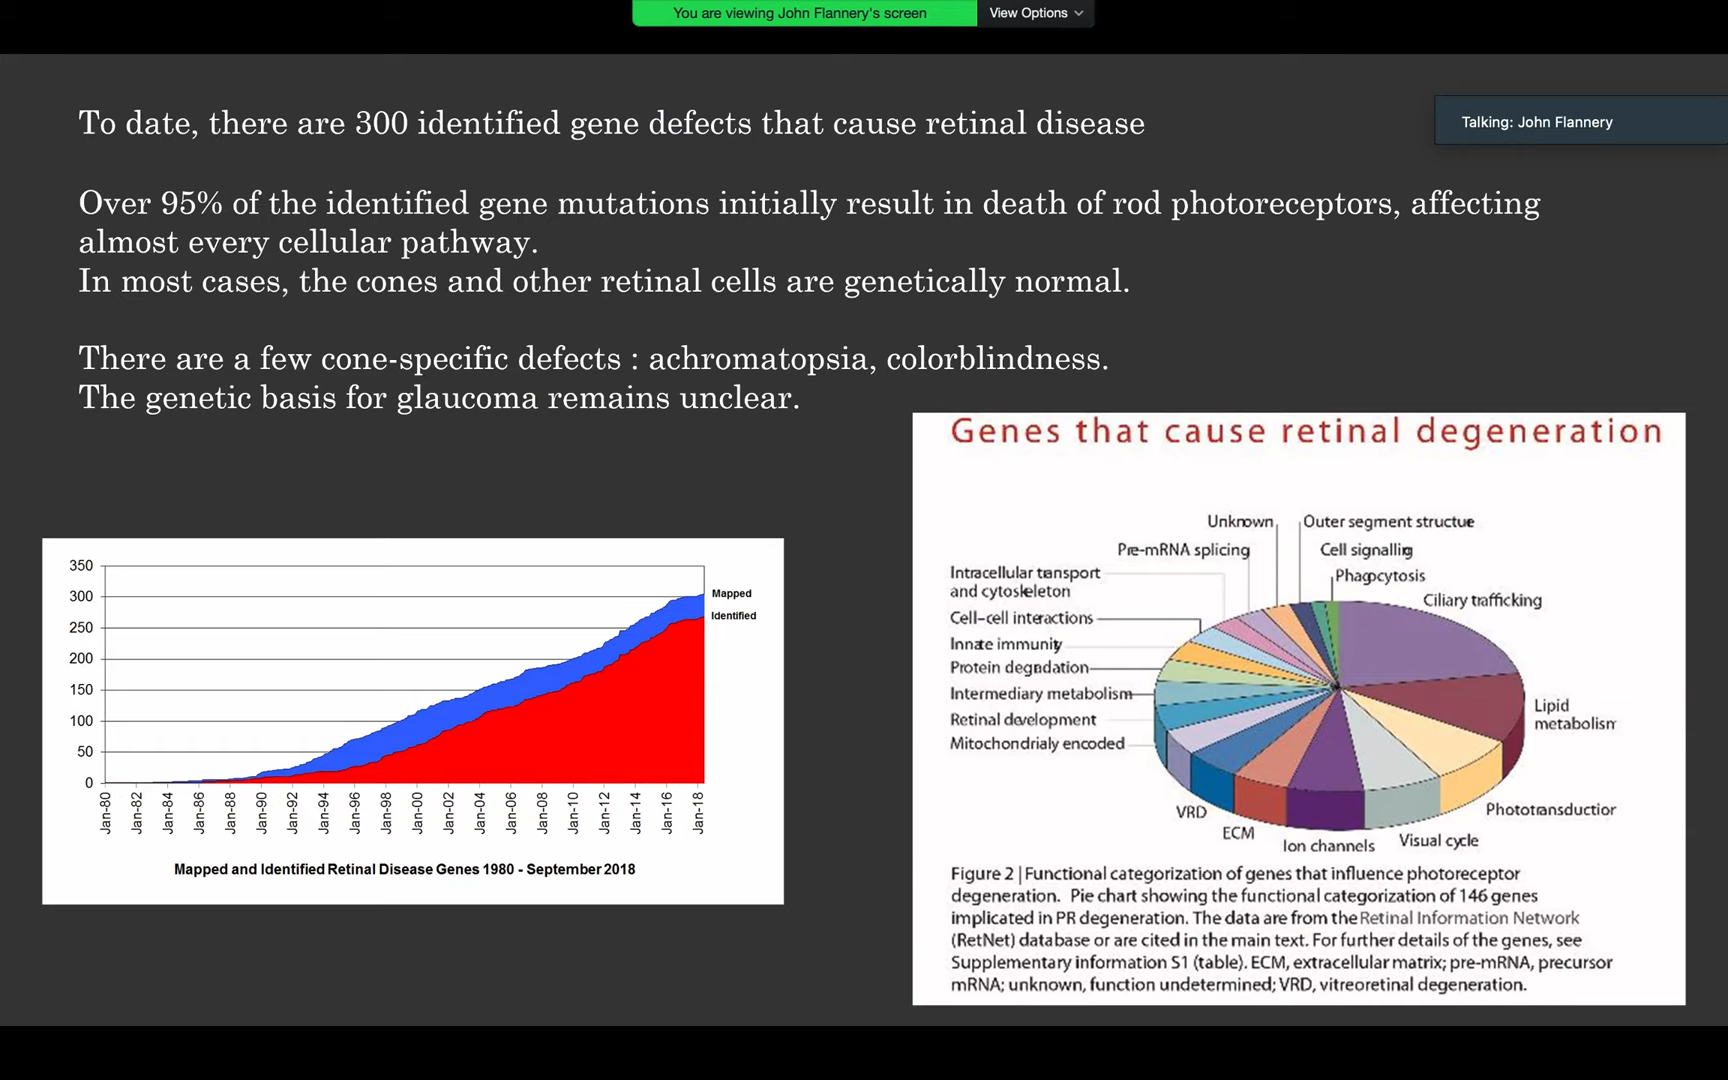 You are viewing John Flannery's screen
View Options
Talking: John Flannery
To date, there are 300 identified gene defects that cause retinal disease
Over 95% of the identified gene mutations initially result in death of rod photoreceptors, affecting
almost every cellular pathway.
In most cases, the cones and other retinal cells are genetically normal.
There are a few cone-specific defects : achromatopsia, colorblindness.
The genetic basis for glaucoma remains unclear.
350
300
250
200
150
100
50
0
Mapped
Identified
Jan-80
Jan-82
Jan-84
Jan-86
Jan-88
Jan-90
Jan-92
Jan-94
Jan-96
Jan-98
Jan-00
Jan-02
Jan-04
Jan-06
Jan-08
Jan-10
Jan-12
Jan-14
Jan-16
Jan-18
Mapped and Identified Retinal Disease Genes 1980 - September 2018
Genes that cause retinal degeneration
Unknown
Outer segment structue
Pre-mRNA splicing
Cell signallig
Intracellular transport
and cytoskeleton
Phagocytosis
Ciliary trafficking
Cell-cell interactions
Innate immunity
Protein degradation
Intermediary metabolism
Retinal development
Mitochondrialy encoded
Lipid
metabolism
VRD
ECM
Ion channels
Visual cycle
Phototransduction
Figure 2 | Functional categorization of genes that influence photoreceptor
degeneration. Pie chart showing the functional categorization of 146 genes
implicated in PR degeneration. The data are from the Retinal Information Network
(RetNet) database or are cited in the main text. For further details of the genes, see
Supplementary information S1 (table). ECM, extracellular matrix; pre-mRNA, precursor
mRNA; unknown, function undetermined; VRD, vitreoretinal degeneration.